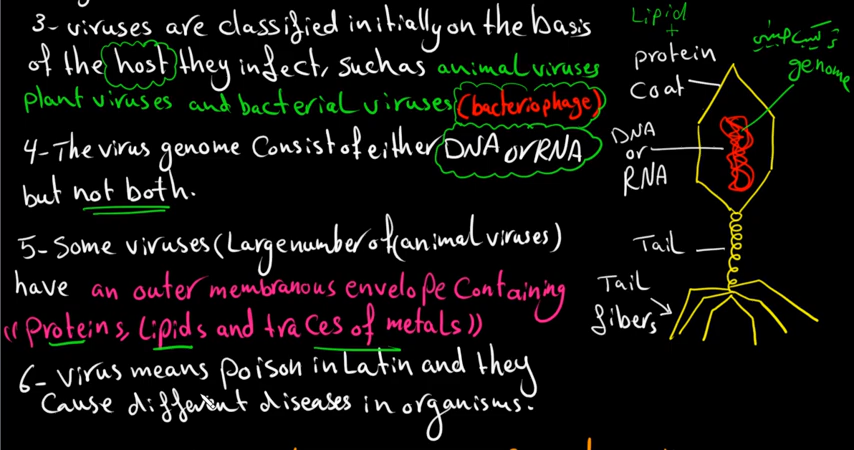 3- viruses are classified initially on the basis
of the host they infect, such as animal viruses
plant viruses and bacterial viruses (bacteriophage)
4- The virus genome Consist of either DNA or RNA
but not both.
5- Some viruses (Large number of (animal viruses)
have an outer membranous envelope Containing
((Proteins, Lipids and traces of metals))
6- Virus means Poison in Latin and they
Cause different diseases in organisms.
Lipid
+
protein
Coat
genome
DNA
or
RNA
Tail
Tail
fibers